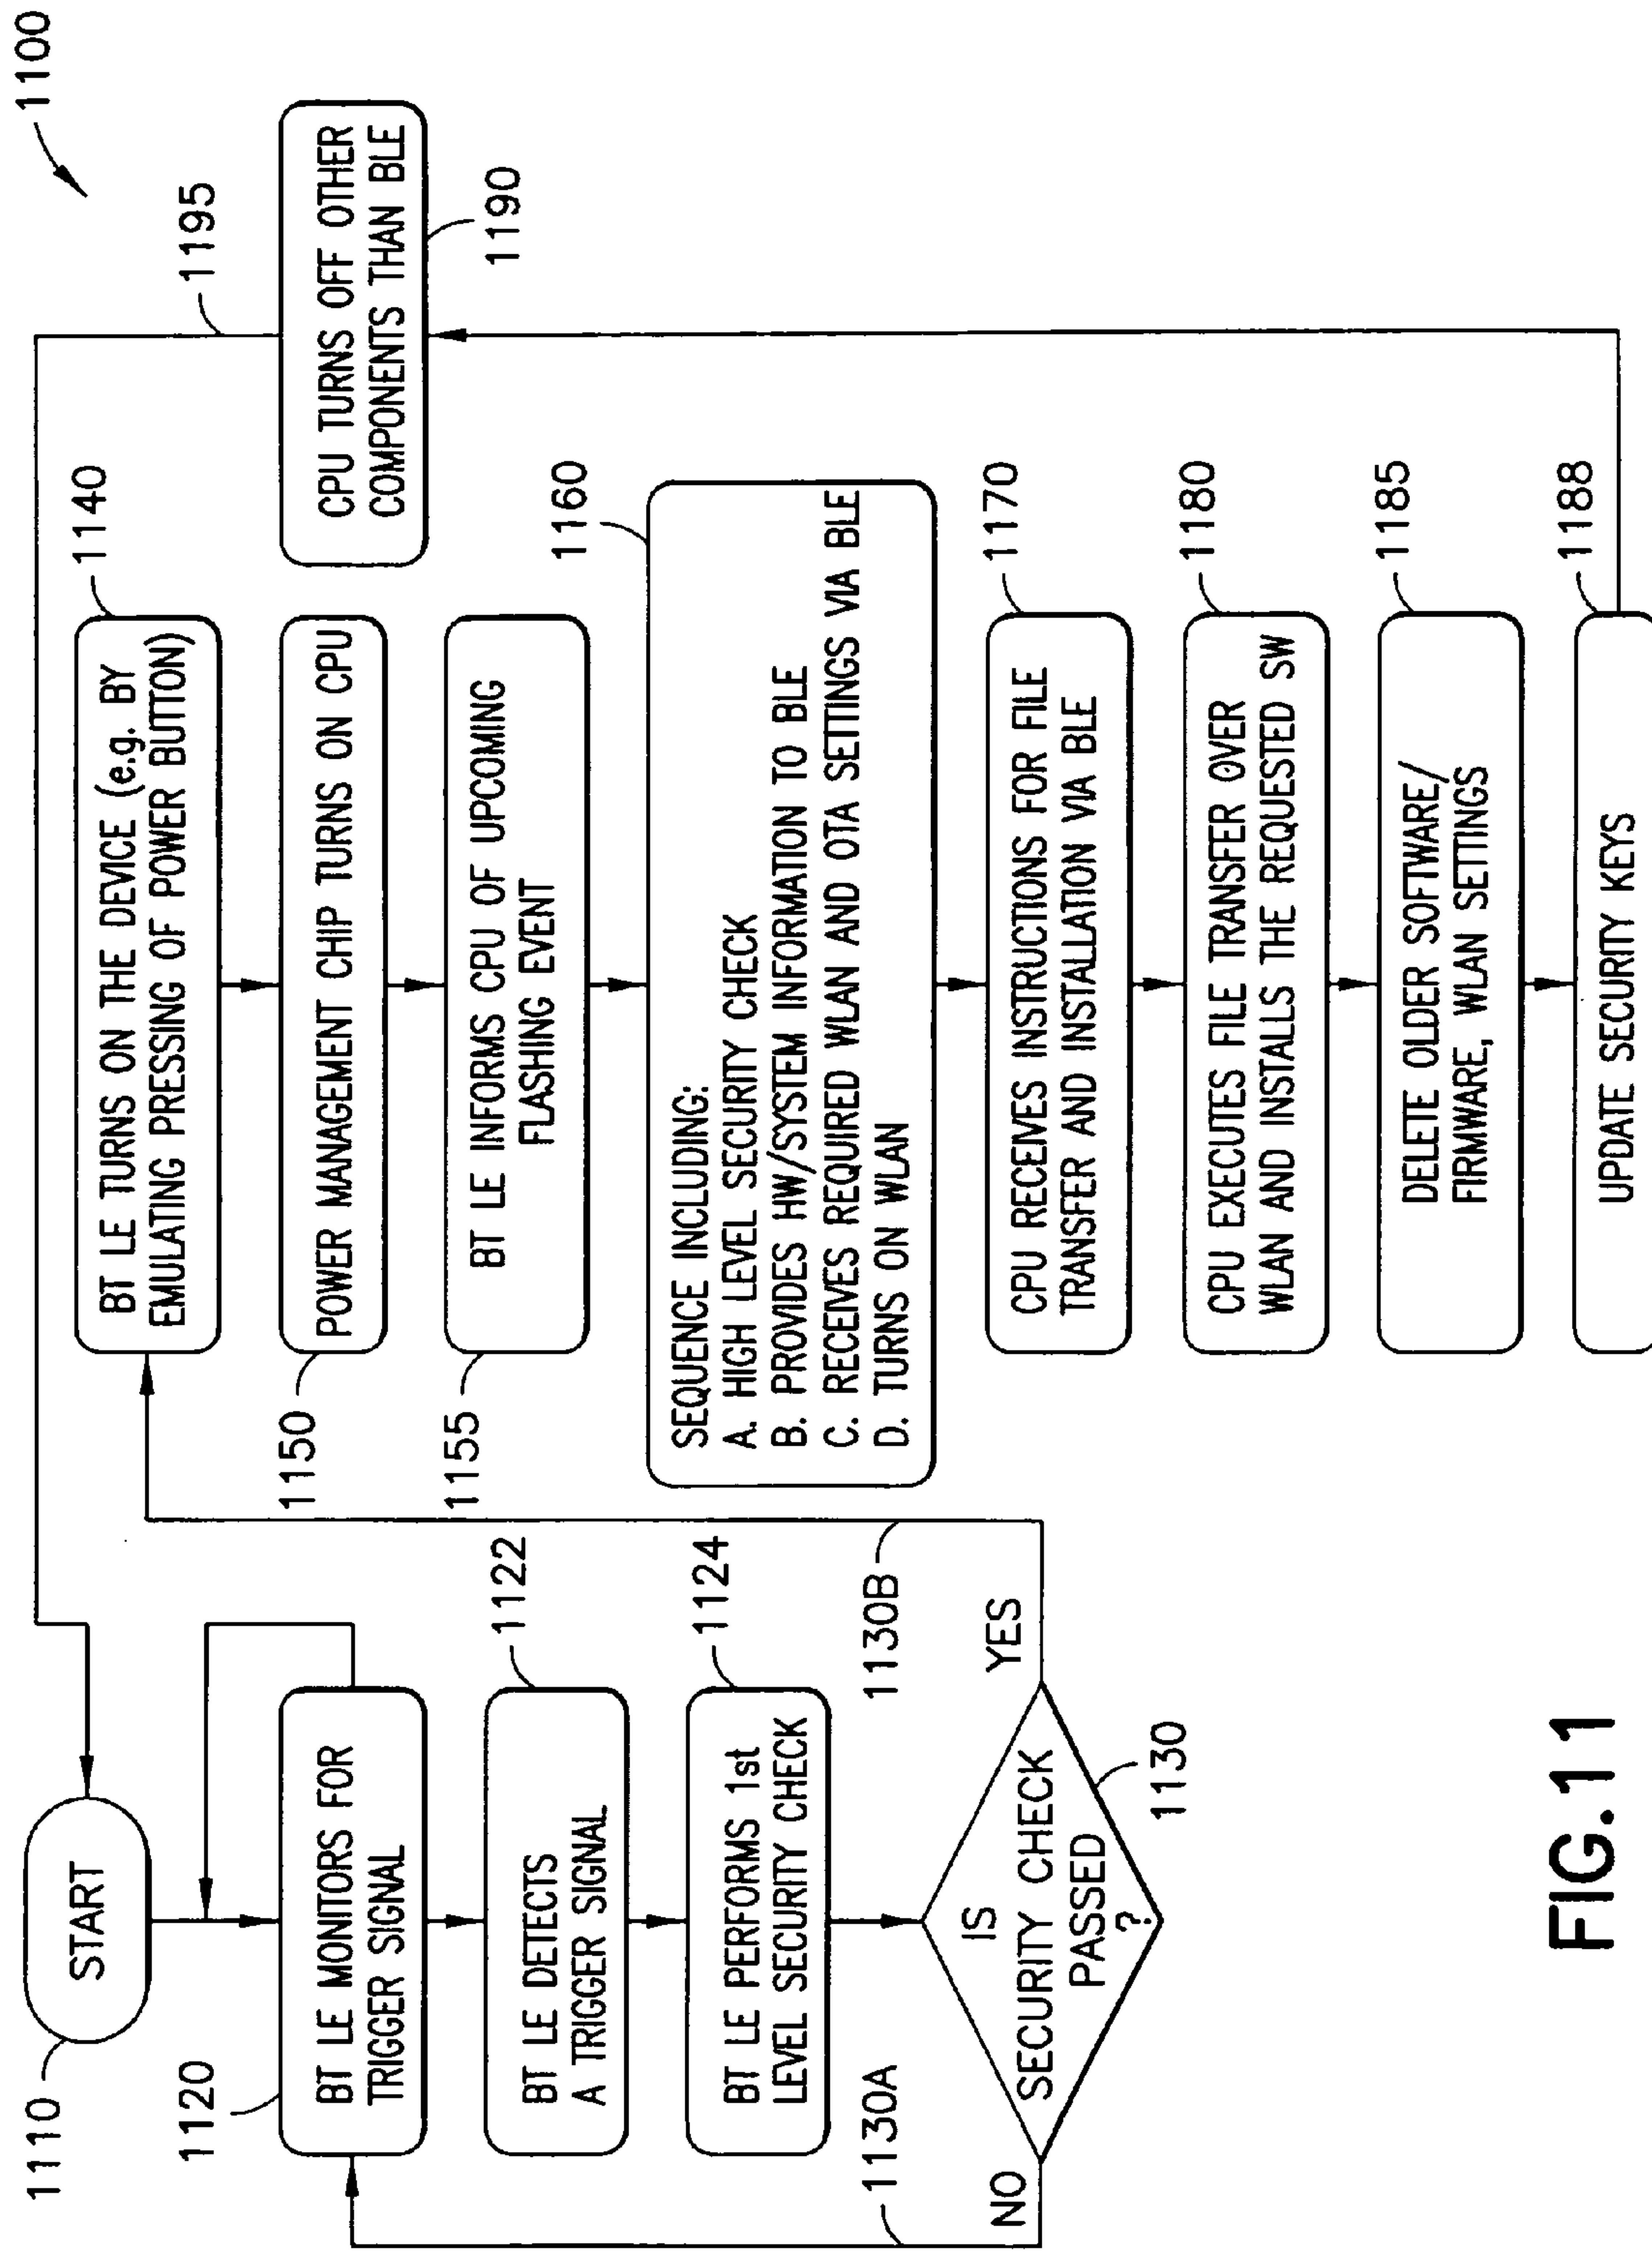 1100
1110
START
1120
BT LE MONITORS FOR
TRIGGER SIGNAL
1122
BT LE DETECTS
A TRIGGER SIGNAL
1124
BT LE PERFORMS 1st
LEVEL SECURITY CHECK
1130A
NO
IS
SECURITY CHECK
PASSED
?
1130
YES
1130B
1140
BT LE TURNS ON THE DEVICE (e.g. BY
EMULATING PRESSING OF POWER BUTTON)
1150
POWER MANAGEMENT CHIP TURNS ON CPU
1155
BT LE INFORMS CPU OF UPCOMING
FLASHING EVENT
1160
SEQUENCE INCLUDING:
A. HIGH LEVEL SECURITY CHECK
B. PROVIDES HW/SYSTEM INFORMATION TO BLE
C. RECEIVES REQUIRED WLAN AND OTA SETTINGS VIA BLE
D. TURNS ON WLAN
1170
CPU RECEIVES INSTRUCTIONS FOR FILE
TRANSFER AND INSTALLATION VIA BLE
1180
CPU EXECUTES FILE TRANSFER OVER
WLAN AND INSTALLS THE REQUESTED SW
1185
DELETE OLDER SOFTWARE/
FIRMWARE, WLAN SETTINGS
1188
UPDATE SECURITY KEYS
1195
CPU TURNS OFF OTHER
COMPONENTS THAN BLE
1190
FIG.11